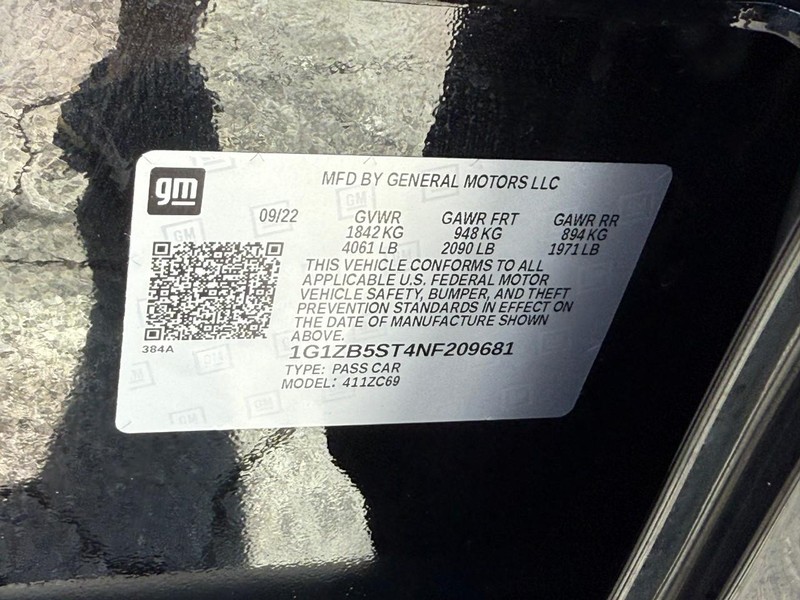 gm
MFD BY GENERAL MOTORS LLC
09/22 GVWR GAWR FRT GAWR RR
1842 KG 948 KG 894 KG
4061 LB 2090 LB 1971 LB
THIS VEHICLE CONFORMS TO ALL
APPLICABLE U.S. FEDERAL MOTOR
VEHICLE SAFETY, BUMPER, AND THEFT
PREVENTION STANDARDS IN EFFECT ON
THE DATE OF MANUFACTURE SHOWN
ABOVE.
384A
1G1ZB5ST4NF209681
TYPE: PASS CAR
MODEL: 411ZC69